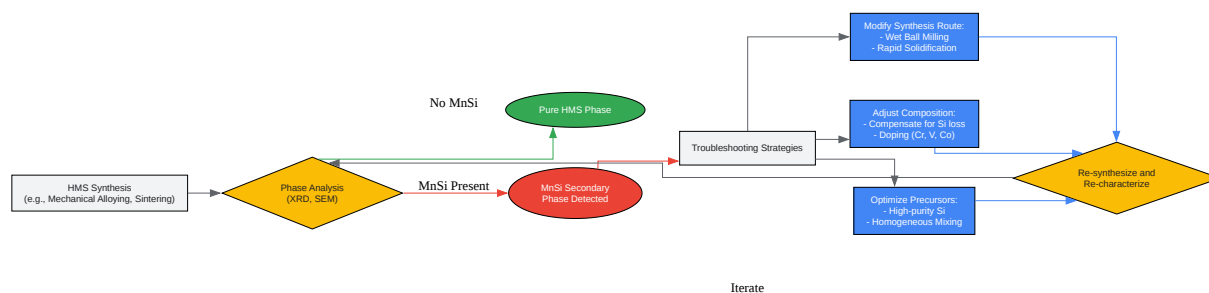 HMS Synthesis
(e.g., Mechanical Alloying, Sintering)
Phase Analysis
(XRD, SEM)
No MnSi
MnSi Present
Pure HMS Phase
MnSi Secondary
Phase Detected
Troubleshooting Strategies
Modify Synthesis Route:
- Wet Ball Milling
- Rapid Solidification
Adjust Composition:
- Compensate for Si loss
- Doping (Cr, V, Co)
Optimize Precursors:
- High-purity Si
- Homogeneous Mixing
Re-synthesize and
Re-characterize
Iterate